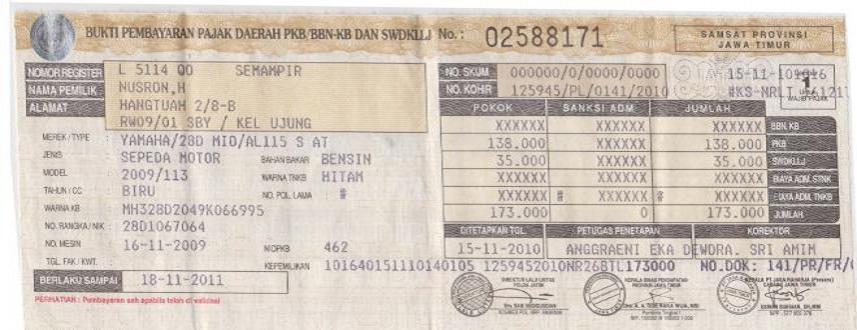 BUKTI PEMBAYARAN PAJAK DAERAH PKB/BBN-KB DAN SWDKLLJ No.: 02588171
SAMSAT PROVINSI
JAWA TIMUR
NOMOR REGISTER L 5114 QO SEMAMPIR
NAMA PEMILIK NUSRON,H
ALAMAT HANGTUAH 2/8-B
RW09/01 SBY / KEL UJUNG
MEREK/TYPE : YAMAHA/28D MIO/AL115 S AT
JENIS : SEPEDA MOTOR BAHAN BAKAR BENSIN
MODEL : 2009/113 WARNA TNKB HITAM
TAHUN/CC : BIRU NO. POL. LAMA : #
WARNA KB : MH328D2049K066995
NO. RANGKA/NIK : 28D1067064
NO. MESIN : 16-11-2009 462
TGL. FAK/KWT. KEPEMILIKAN 101640151110140105 1259452010NR26BTL173000 NO.DOK: 141/PR/FR/
BERLAKU SAMPAI 18-11-2011
PERHATIAN : Pembayaran sah apabila telah di validasi
NO. SKUM 000000/0/0000/0000 15-11-10
NO. KOHIR 125945/PL/0141/2010 #KS-NRLT
1
WAJIB PAJAK
POKOK SANKSI ADM JUMLAH
XXXXXX XXXXXX XXXXXX BBN. KB
138.000 XXXXXX 138.000 PKB
35.000 XXXXXX 35.000 SWDKLLJ
XXXXXX XXXXXX XXXXXX BIAYA ADM. STNK
XXXXXX # XXXXXX # XXXXXX BIAYA ADM. TNKB
173.000 0 173.000 JUMLAH
DITETAPKAN TGL. PETUGAS PENETAPAN KOREKTOR
15-11-2010 ANGGRAENI EKA DEWORA. SRI AMIM